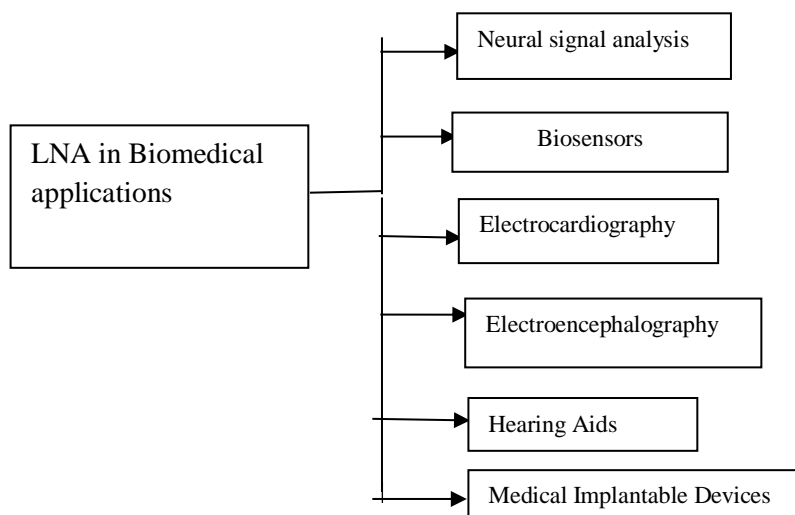 Neural signal analysis
LNA in Biomedical
applications
Biosensors
Electrocardiography
Electroencephalography
Hearing Aids
Medical Implantable Devices